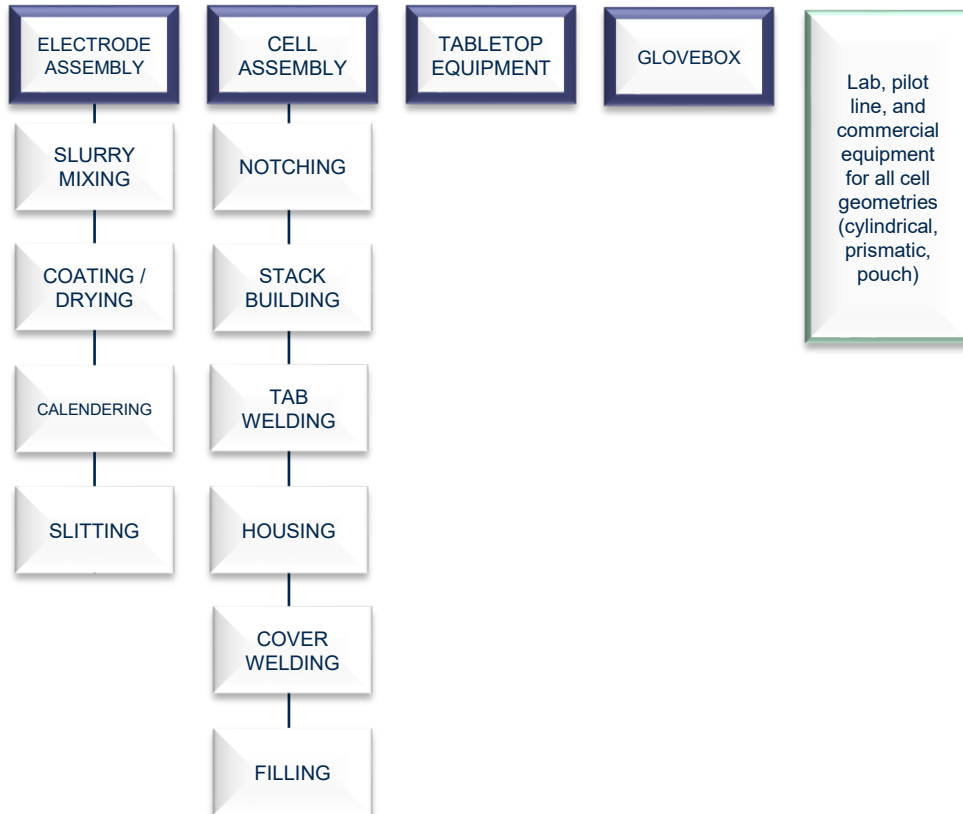 ELECTRODE
ASSEMBLY
SLURRY
MIXING
COATING /
DRYING
CALENDERING
SLITTING
CELL
ASSEMBLY
NOTCHING
STACK
BUILDING
TAB
WELDING
HOUSING
COVER
WELDING
FILLING
TABLETOP
EQUIPMENT
GLOVEBOX
Lab, pilot
line, and
commercial
equipment
for all cell
geometries
(cylindrical,
prismatic,
pouch)